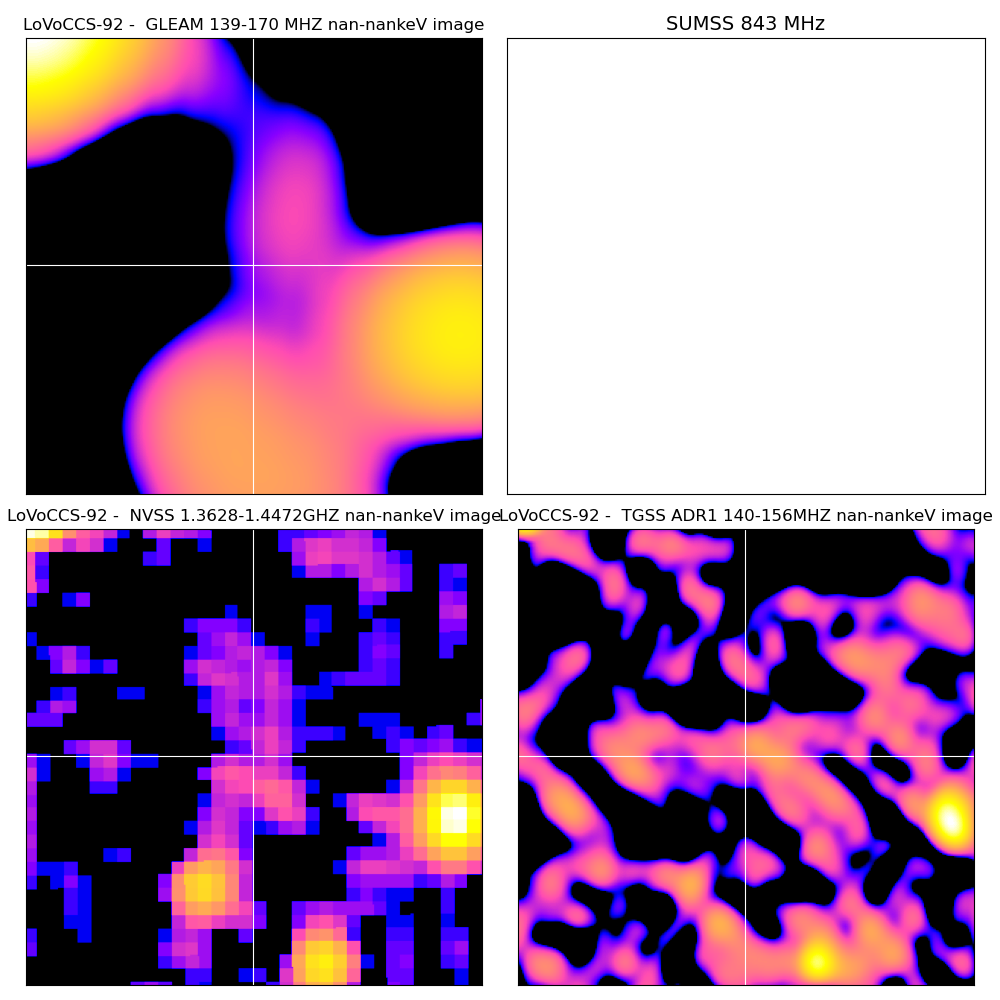 LoVoCCS-92 -  GLEAM 139-170 MHZ nan-nankeV image
SUMSS 843 MHz
LoVoCCS-92 -  NVSS 1.3628-1.4472GHZ nan-nankeV image
LoVoCCS-92 -  TGSS ADR1 140-156MHZ nan-nankeV image